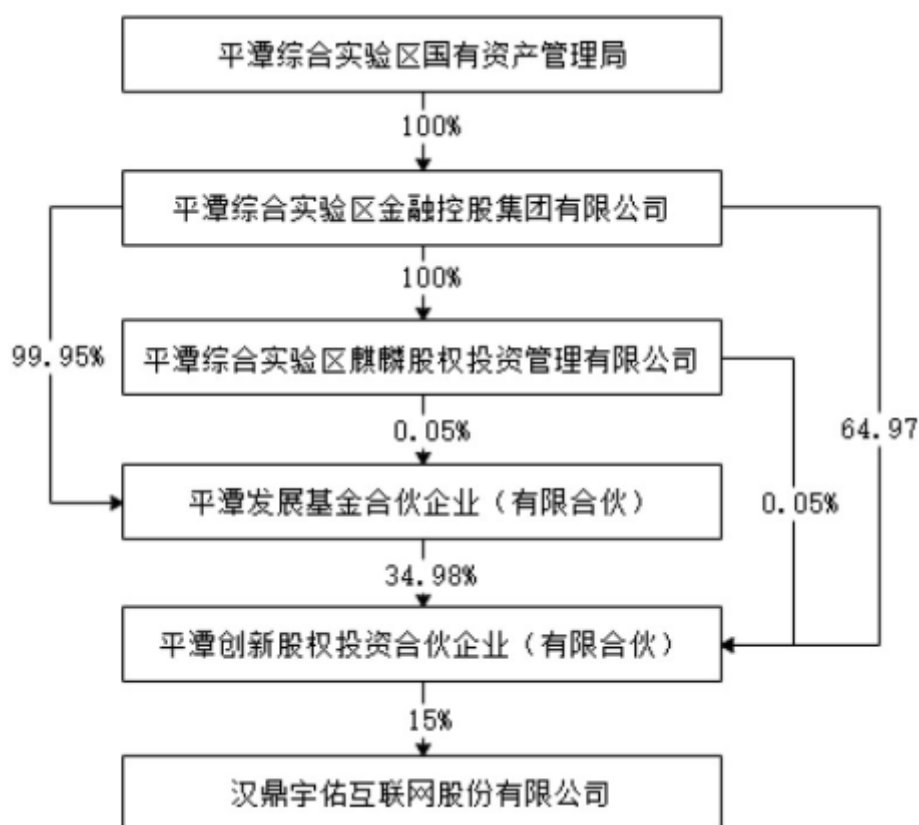 平潭综合实验区国有资产管理局
100%
平潭综合实验区金融控股集团有限公司
100%
99.95%
平潭综合实验区麒麟股权投资管理有限公司
64.97
0.05%
平潭发展基金合伙企业（有限合伙）
0.05%
34.98%
平潭创新股权投资合伙企业（有限合伙）
15%
汉鼎宇佑互联网股份有限公司